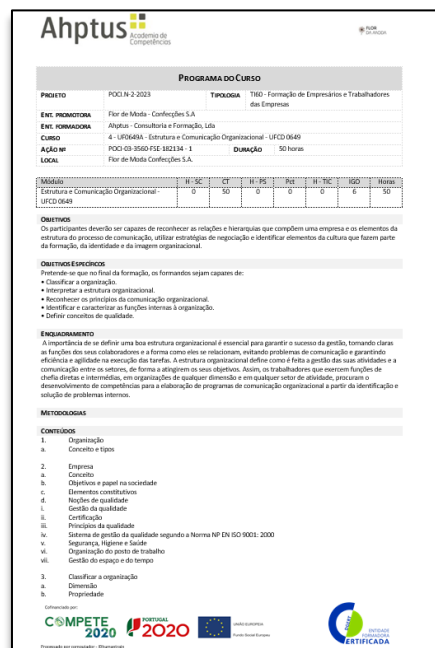 Ahptus
Academia de
Competências
FLOR
DA MODA
PROGRAMA DO CURSO
PROJETO POCI.N-2-2023 TIPOLOGIA TI60 - Formação de Empresários e Trabalhadores
das Empresas
ENT. PROMOTORA Flor de Moda - Confecções S.A
ENT. FORMADORA Ahptus - Consultoria e Formação, Lda
CURSO 4 - UF0649A - Estrutura e Comunicação Organizacional - UFCD 0649
AÇÃO Nº POCI-03-3560-FSE-182134 - 1 DURAÇÃO 50 horas
LOCAL Flor de Moda Confecções S.A.
Módulo H - SC CT H - PS Pct H - TIC IGO Horas
Estrutura e Comunicação Organizacional - 0 50 0 0 0 6 50
UFCD 0649
OBJETIVOS
Os participantes deverão ser capazes de reconhecer as relações e hierarquias que compõem uma empresa e os elementos da
estrutura do processo de comunicação, utilizar estratégias de negociação e identificar elementos da cultura que fazem parte
da formação, da identidade e da imagem organizacional.
OBJETIVOS ESPECÍFICOS
Pretende-se que no final da formação, os formandos sejam capazes de:
• Classificar a organização.
• Interpretar a estrutura organizacional.
• Reconhecer os princípios da comunicação organizacional.
• Identificar e caracterizar as funções internas à organização.
• Definir conceitos de qualidade.
ENQUADRAMENTO
A importância de se definir uma boa estrutura organizacional é essencial para garantir o sucesso da gestão, tornando claras
as funções dos seus colaboradores e a forma como eles se relacionam, evitando problemas de comunicação e garantindo
eficiência e agilidade na execução das tarefas. A estrutura organizacional define como é feita a gestão das suas atividades e a
comunicação entre os setores, de forma a atingirem os seus objetivos. Assim, os trabalhadores que exercem funções de
chefia diretas e intermédias, em organizações de qualquer dimensão e em qualquer setor de atividade, procuram o
desenvolvimento de competências para a elaboração de programas de comunicação organizacional a partir da identificação e
solução de problemas internos.
METODOLOGIAS
CONTEÚDOS
1. Organização
a. Conceito e tipos
2. Empresa
a. Conceito
b. Objetivos e papel na sociedade
c. Elementos constitutivos
d. Noções de qualidade
i. Gestão da qualidade
ii. Certificação
iii. Princípios da qualidade
iv. Sistema de gestão da qualidade segundo a Norma NP EN ISO 9001: 2000
v. Segurança, Higiene e Saúde
vi. Organização do posto de trabalho
vii. Gestão do espaço e do tempo
3. Classificar a organização
a. Dimensão
b. Propriedade
Cofinanciado por:
COMPETE
2020
PORTUGAL
2020
UNIÃO EUROPEIA
Fundo Social Europeu
DGERT
ENTIDADE
FORMADORA
CERTIFICADA